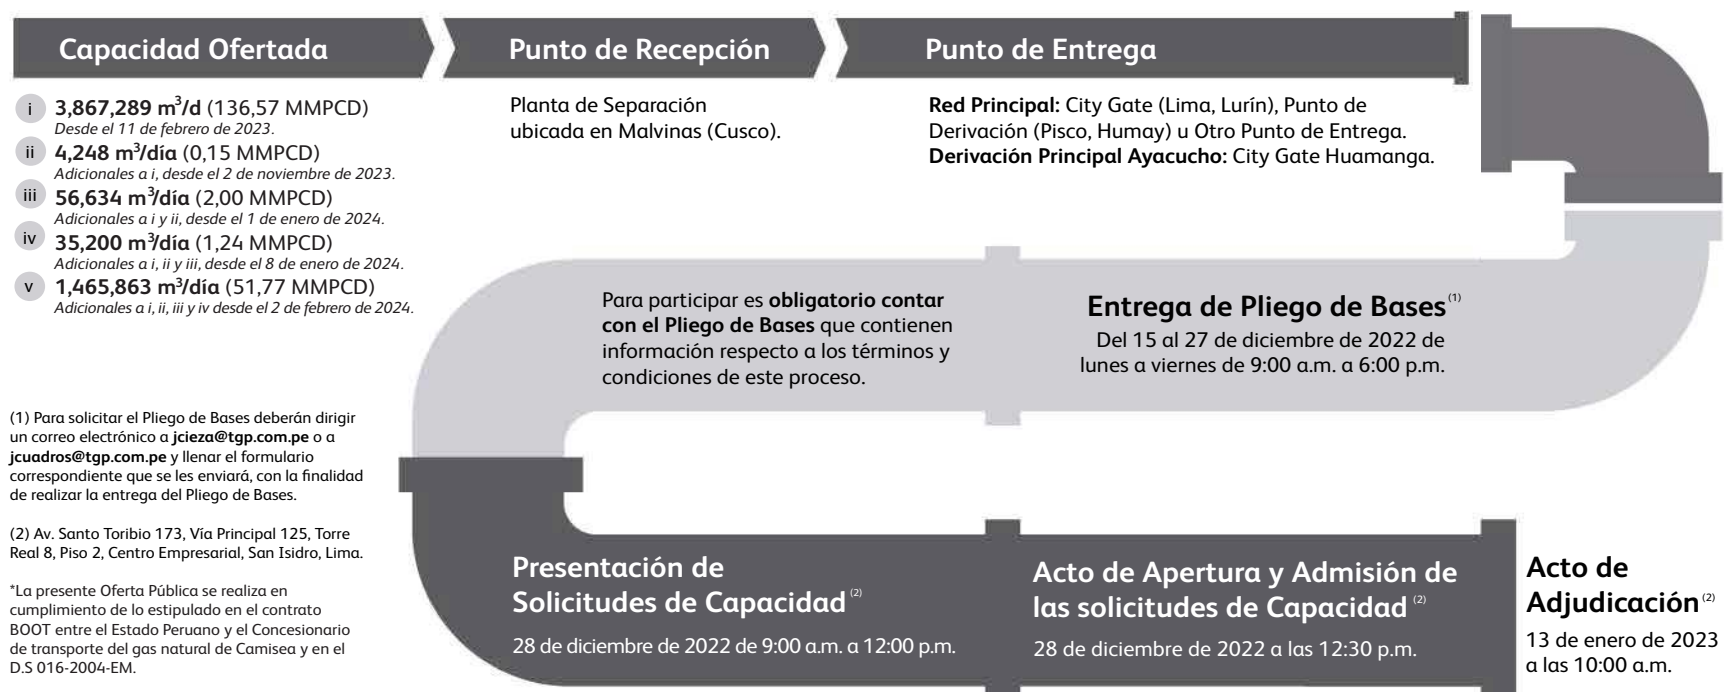 Capacidad Ofertada
i 3,867,289 m³/d (136,57 MMPCD)
Desde el 11 de febrero de 2023.
ii 4,248 m³/día (0,15 MMPCD)
Adicionales a i, desde el 2 de noviembre de 2023.
iii 56,634 m³/día (2,00 MMPCD)
Adicionales a i y ii, desde el 1 de enero de 2024.
iv 35,200 m³/día (1,24 MMPCD)
Adicionales a i, ii y iii, desde el 8 de enero de 2024.
v 1,465,863 m³/día (51,77 MMPCD)
Adicionales a i, ii, iii y iv desde el 2 de febrero de 2024.
Punto de Recepción
Planta de Separación
ubicada en Malvinas (Cusco).
Punto de Entrega
Red Principal: City Gate (Lima, Lurín), Punto de
Derivación (Pisco, Humay) u Otro Punto de Entrega.
Derivación Principal Ayacucho: City Gate Huamanga.
Entrega de Pliego de Bases (1)
Del 15 al 27 de diciembre de 2022 de
lunes a viernes de 9:00 a.m. a 6:00 p.m.
Para participar es obligatorio contar
con el Pliego de Bases que contienen
información respecto a los términos y
condiciones de este proceso.
Presentación de
Solicitudes de Capacidad (2)
28 de diciembre de 2022 de 9:00 a.m. a 12:00 p.m.
Acto de Apertura y Admisión de
las solicitudes de Capacidad (2)
28 de diciembre de 2022 a las 12:30 p.m.
Acto de
Adjudicación (2)
13 de enero de 2023
a las 10:00 a.m.
(1) Para solicitar el Pliego de Bases deberán dirigir
un correo electrónico a jcieza@tgp.com.pe o a
jcuadros@tgp.com.pe y llenar el formulario
correspondiente que se les enviará, con la finalidad
de realizar la entrega del Pliego de Bases.
(2) Av. Santo Toribio 173, Vía Principal 125, Torre
Real 8, Piso 2, Centro Empresarial, San Isidro, Lima.
*La presente Oferta Pública se realiza en
cumplimiento de lo estipulado en el contrato
BOOT entre el Estado Peruano y el Concesionario
de transporte del gas natural de Camisea y en el
D.S 016-2004-EM.